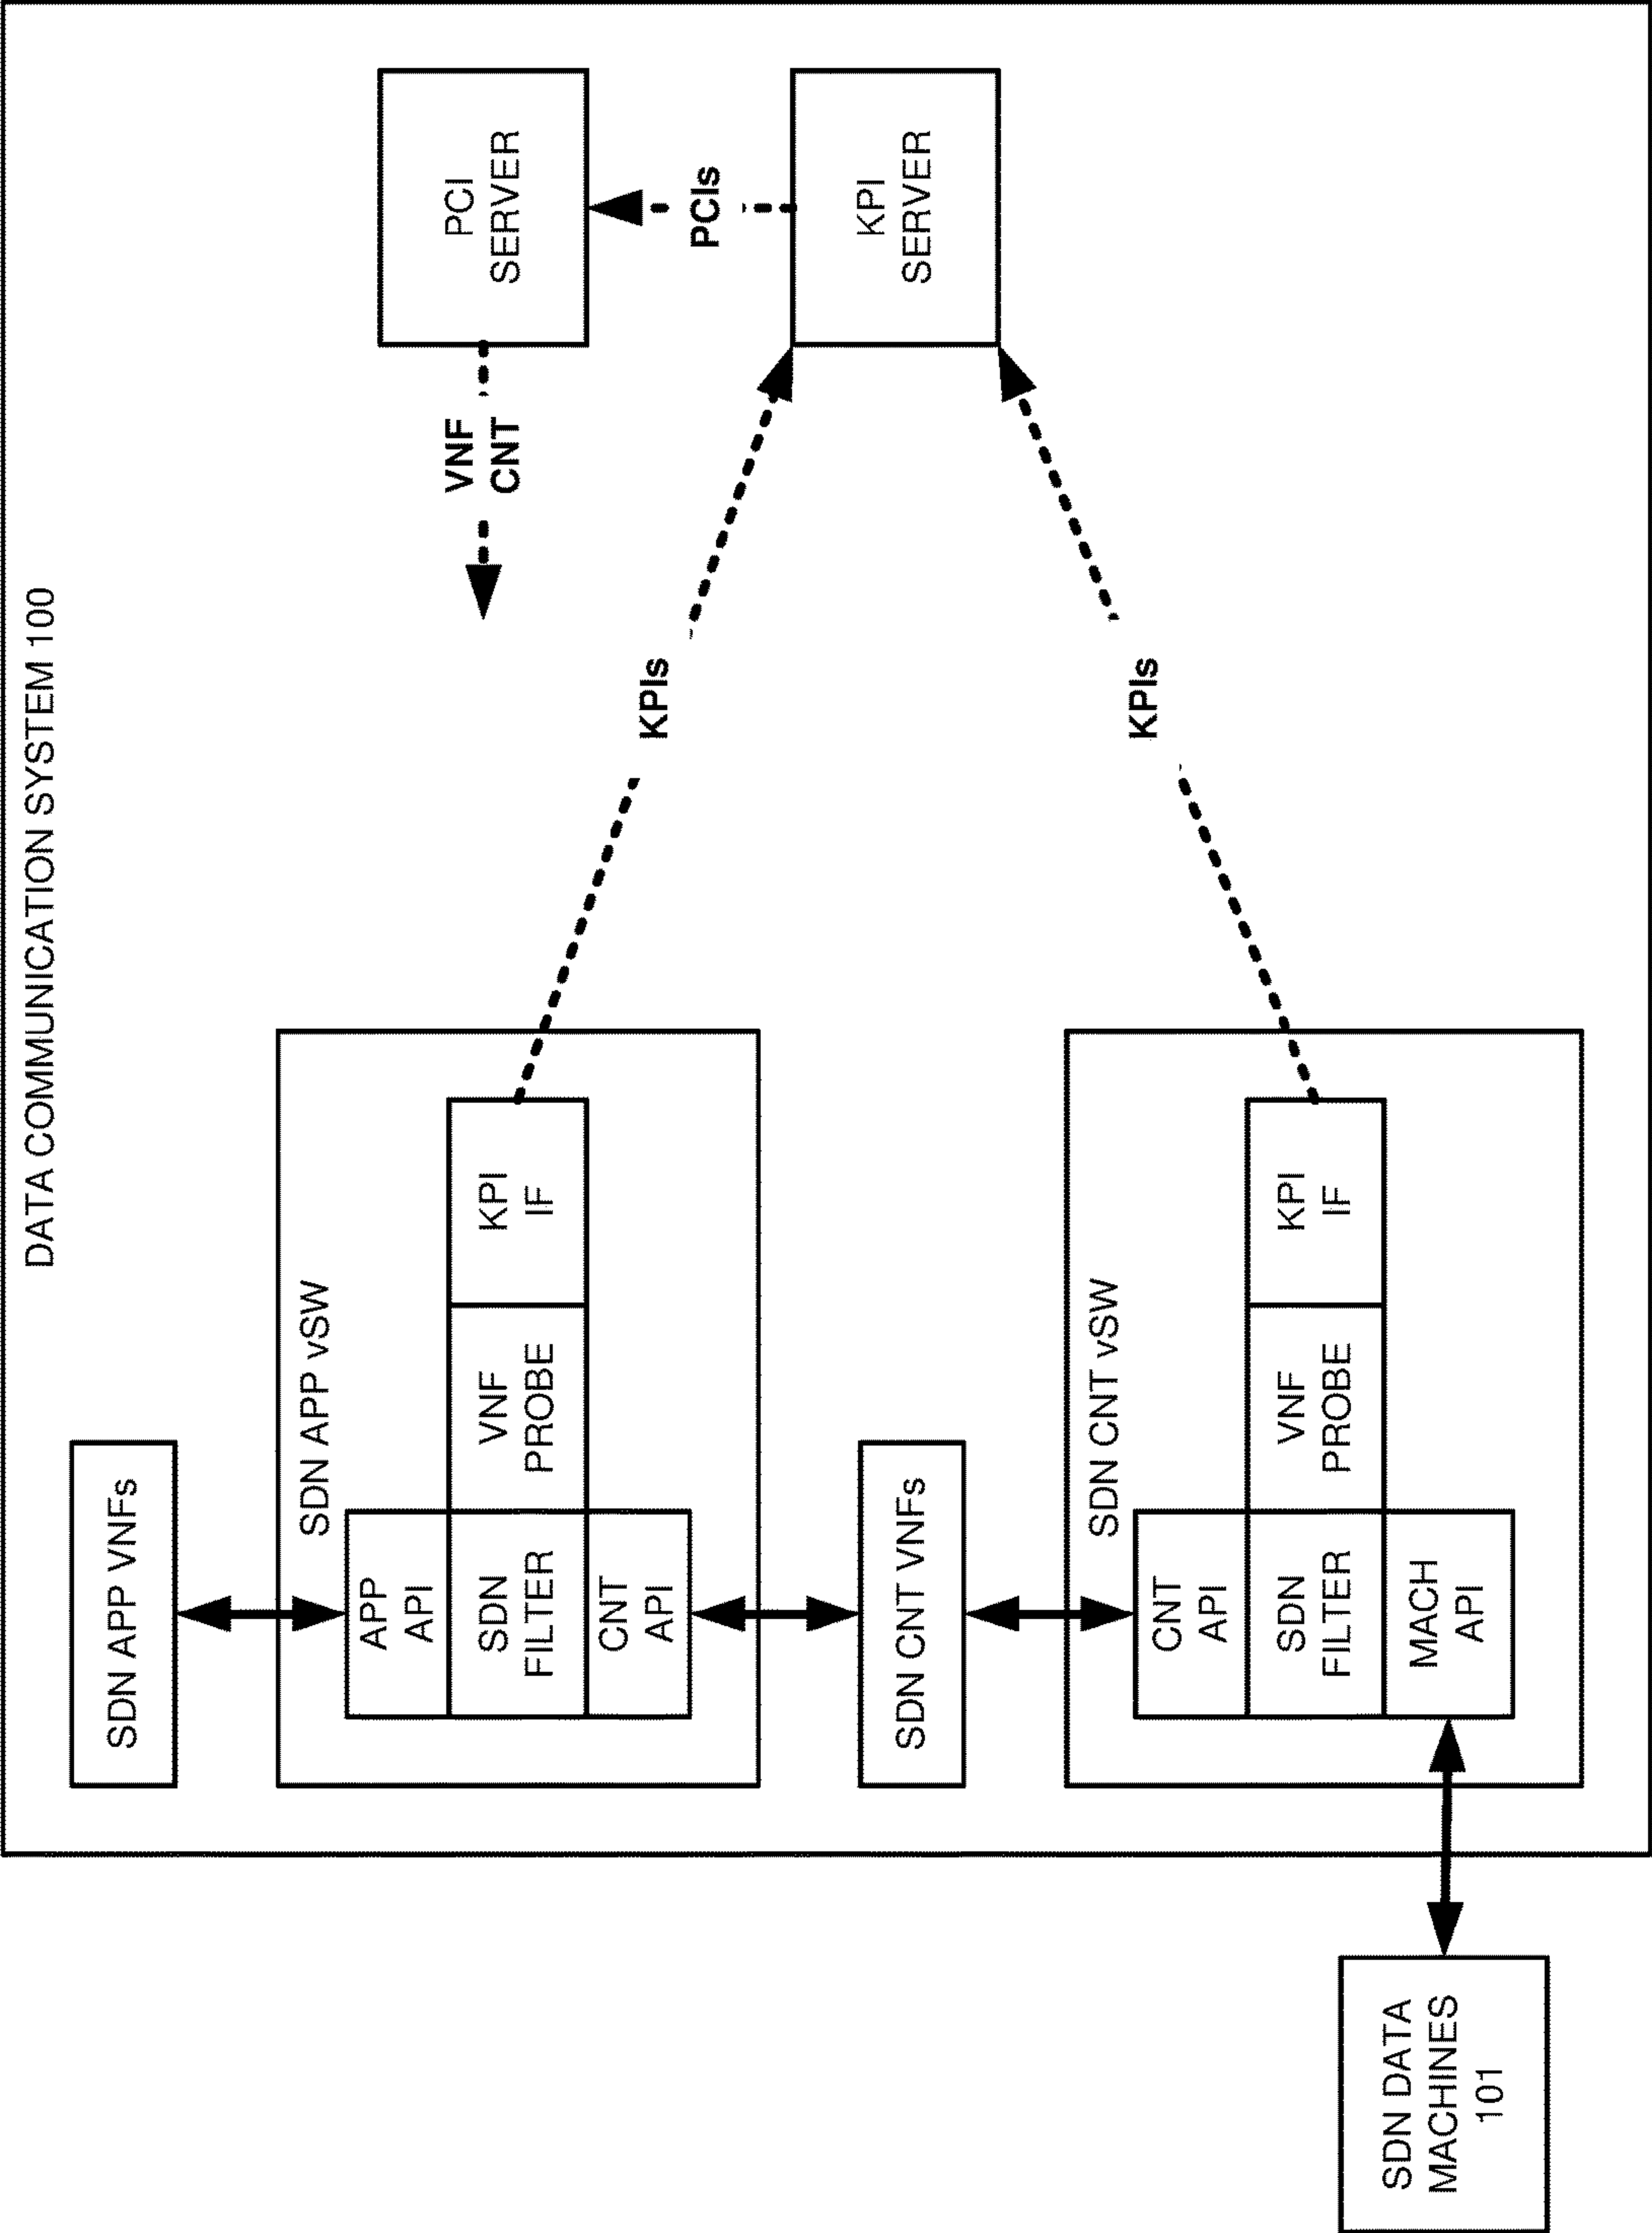 DATA COMMUNICATION SYSTEM 100
SDN APP VNFs
SDN APP vSW
APP
API
SDN
FILTER
CNT
API
VNF
PROBE
KPI
IF
KPIs
VNF
CNT
PCI
SERVER
PCIs
KPI
SERVER
SDN CNT VNFs
SDN CNT vSW
CNT
API
SDN
FILTER
MACH
API
VNF
PROBE
KPI
IF
KPIs
SDN DATA
MACHINES
101